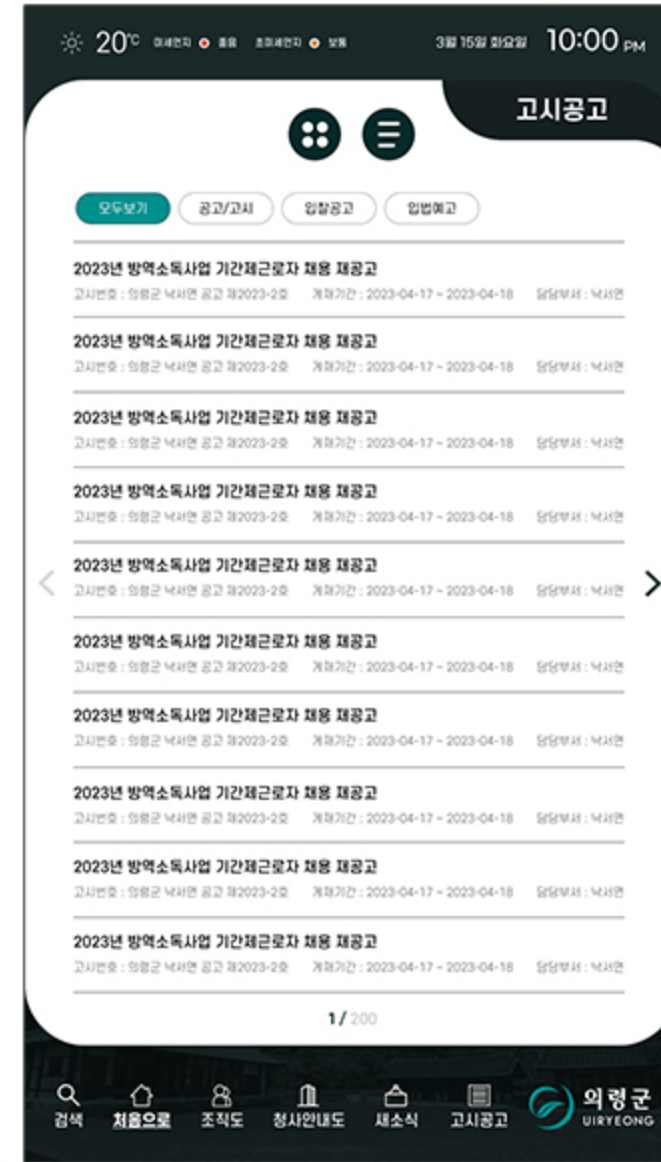 20℃ 미세먼지 좋음 초미세먼지 보통 3월 15일 화요일 10:00 PM
고시공고
모두보기 공고/고시 입찰공고 입법예고
2023년 방역소독사업 기간제근로자 채용 재공고
고시번호 : 의령군 낙서면 공고 제2023-2호 게재기간 : 2023-04-17 ~ 2023-04-18 담당부서 : 낙서면
2023년 방역소독사업 기간제근로자 채용 재공고
고시번호 : 의령군 낙서면 공고 제2023-2호 게재기간 : 2023-04-17 ~ 2023-04-18 담당부서 : 낙서면
2023년 방역소독사업 기간제근로자 채용 재공고
고시번호 : 의령군 낙서면 공고 제2023-2호 게재기간 : 2023-04-17 ~ 2023-04-18 담당부서 : 낙서면
2023년 방역소독사업 기간제근로자 채용 재공고
고시번호 : 의령군 낙서면 공고 제2023-2호 게재기간 : 2023-04-17 ~ 2023-04-18 담당부서 : 낙서면
2023년 방역소독사업 기간제근로자 채용 재공고
고시번호 : 의령군 낙서면 공고 제2023-2호 게재기간 : 2023-04-17 ~ 2023-04-18 담당부서 : 낙서면
2023년 방역소독사업 기간제근로자 채용 재공고
고시번호 : 의령군 낙서면 공고 제2023-2호 게재기간 : 2023-04-17 ~ 2023-04-18 담당부서 : 낙서면
2023년 방역소독사업 기간제근로자 채용 재공고
고시번호 : 의령군 낙서면 공고 제2023-2호 게재기간 : 2023-04-17 ~ 2023-04-18 담당부서 : 낙서면
2023년 방역소독사업 기간제근로자 채용 재공고
고시번호 : 의령군 낙서면 공고 제2023-2호 게재기간 : 2023-04-17 ~ 2023-04-18 담당부서 : 낙서면
2023년 방역소독사업 기간제근로자 채용 재공고
고시번호 : 의령군 낙서면 공고 제2023-2호 게재기간 : 2023-04-17 ~ 2023-04-18 담당부서 : 낙서면
2023년 방역소독사업 기간제근로자 채용 재공고
고시번호 : 의령군 낙서면 공고 제2023-2호 게재기간 : 2023-04-17 ~ 2023-04-18 담당부서 : 낙서면
1 / 200
검색 처음으로 조직도 청사안내도 새소식 고시공고 의령군
UIRYEONG